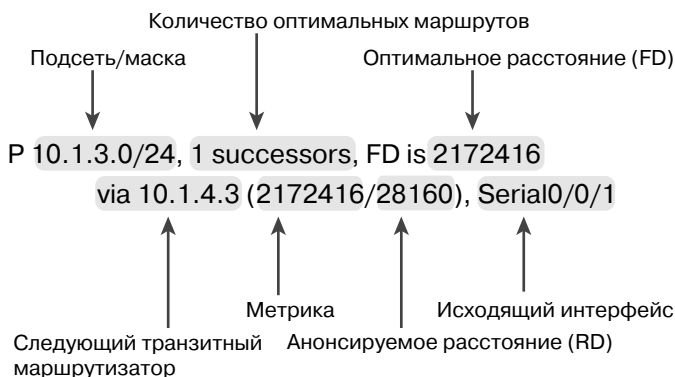 Количество оптимальных маршрутов
Подсеть/маска
Оптимальное расстояние (FD)
P 10.1.3.0/24, 1 successors, FD is 2172416
via 10.1.4.3 (2172416/28160), Serial0/0/1
Метрика
Исходящий интерфейс
Следующий транзитный
маршрутизатор
Анонсируемое расстояние (RD)